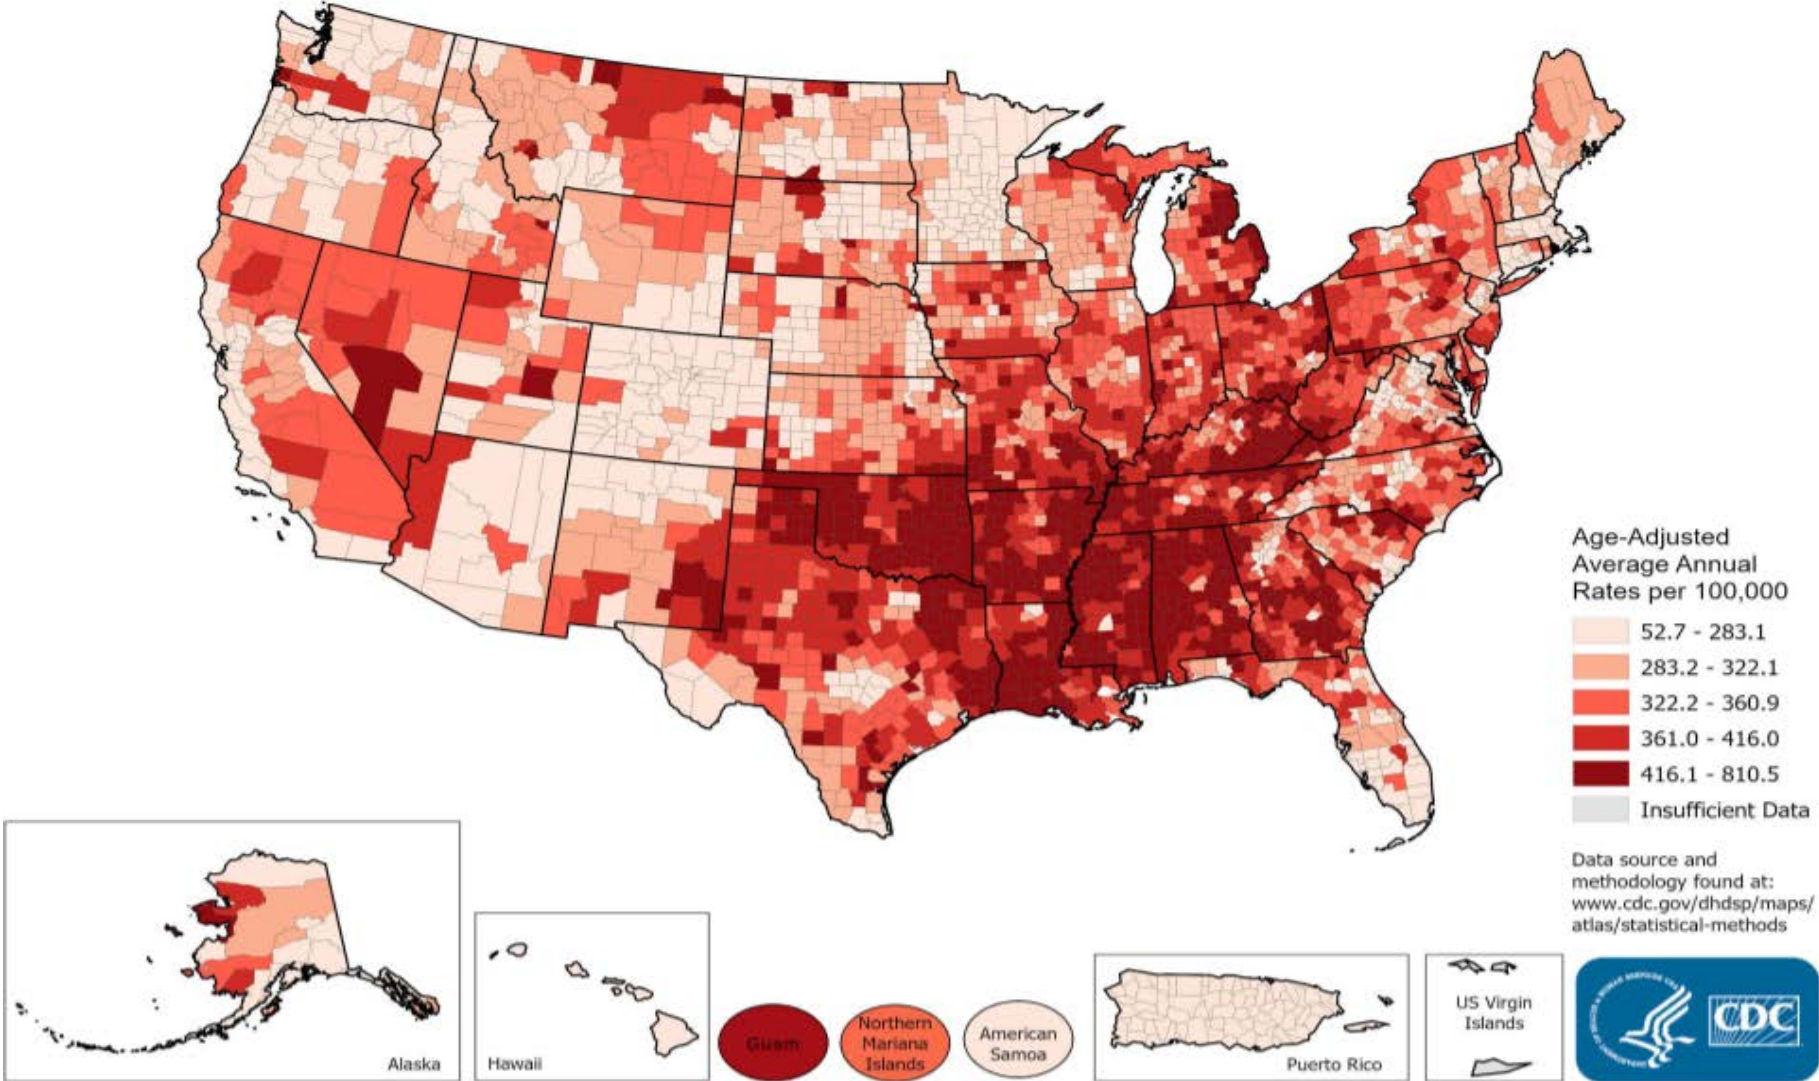 Age-Adjusted
Average Annual
Rates per 100,000
52.7 - 283.1
283.2 - 322.1
322.2 - 360.9
361.0 - 416.0
416.1 - 810.5
Insufficient Data
Data source and
methodology found at:
www.cdc.gov/dhdsp/maps/
atlas/statistical-methods
Alaska
Hawaii
Guam
Northern
Mariana
Islands
American
Samoa
Puerto Rico
US Virgin
Islands
CDC